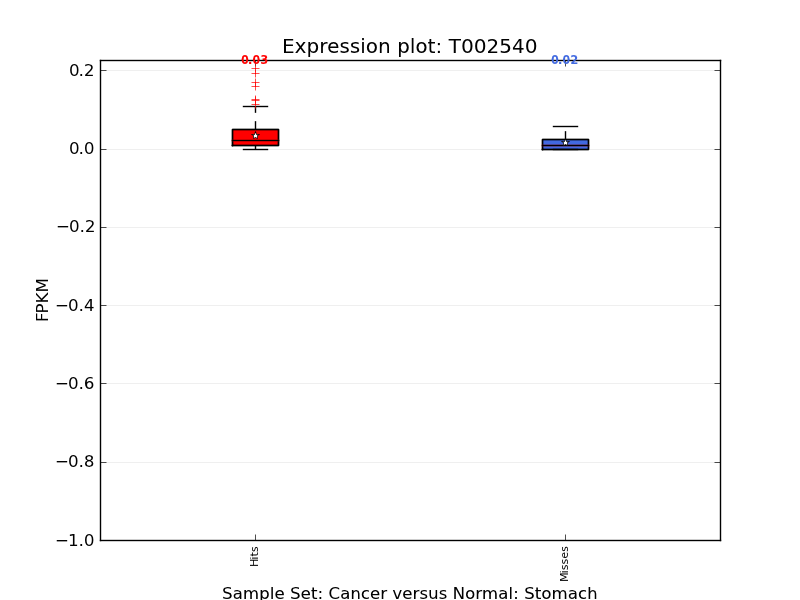 Expression plot: T002540
0.03
0.02
0.2
0.0
−0.2
−0.4
−0.6
−0.8
−1.0
FPKM
Hits
Misses
Sample Set: Cancer versus Normal: Stomach